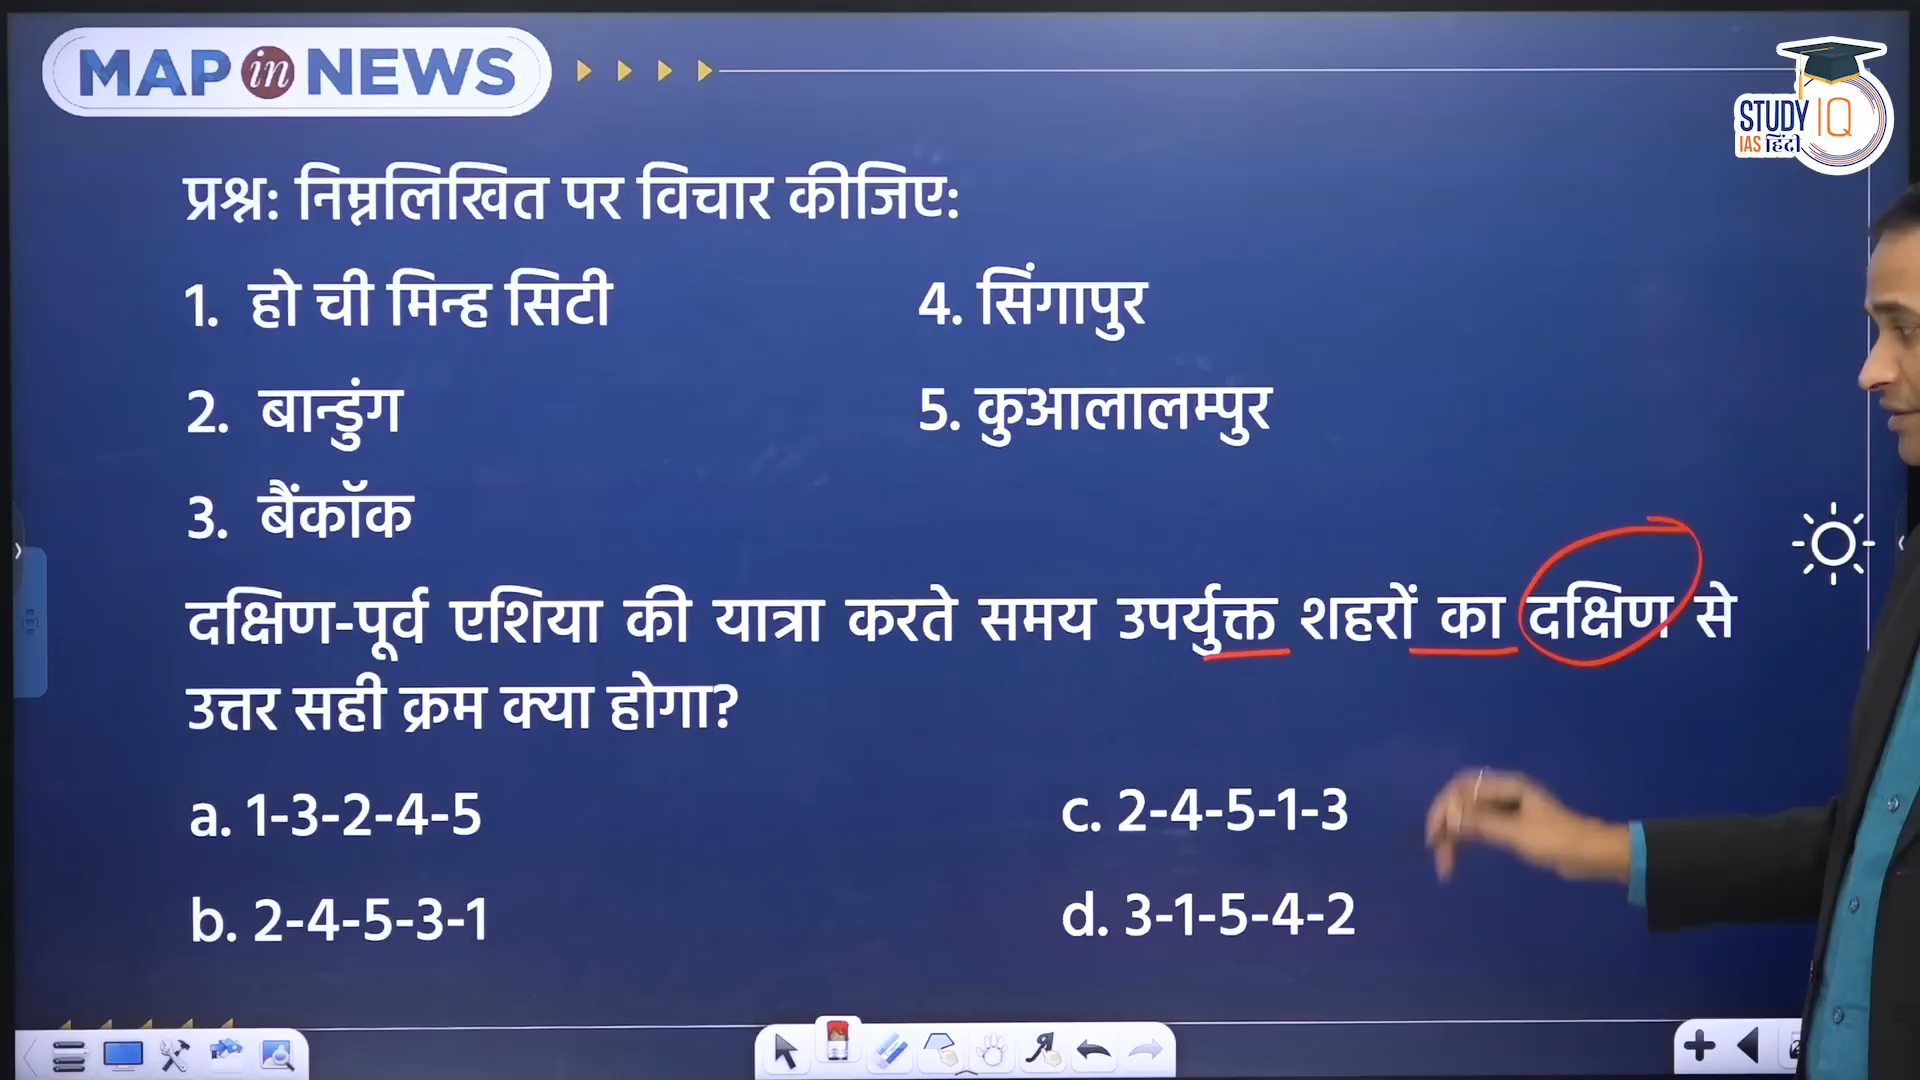 MAP in NEWS
STUDY IQ
IAS हिंदी
प्रश्न: निम्नलिखित पर विचार कीजिए:
1. हो ची मिन्ह सिटी
4. सिंगापुर
2. बान्डुंग
5. कुआलालम्पुर
3. बैंकॉक
दक्षिण-पूर्व एशिया की यात्रा करते समय उपर्युक्त शहरों का दक्षिण से
उत्तर सही क्रम क्या होगा?
a. 1-3-2-4-5
c. 2-4-5-1-3
b. 2-4-5-3-1
d. 3-1-5-4-2